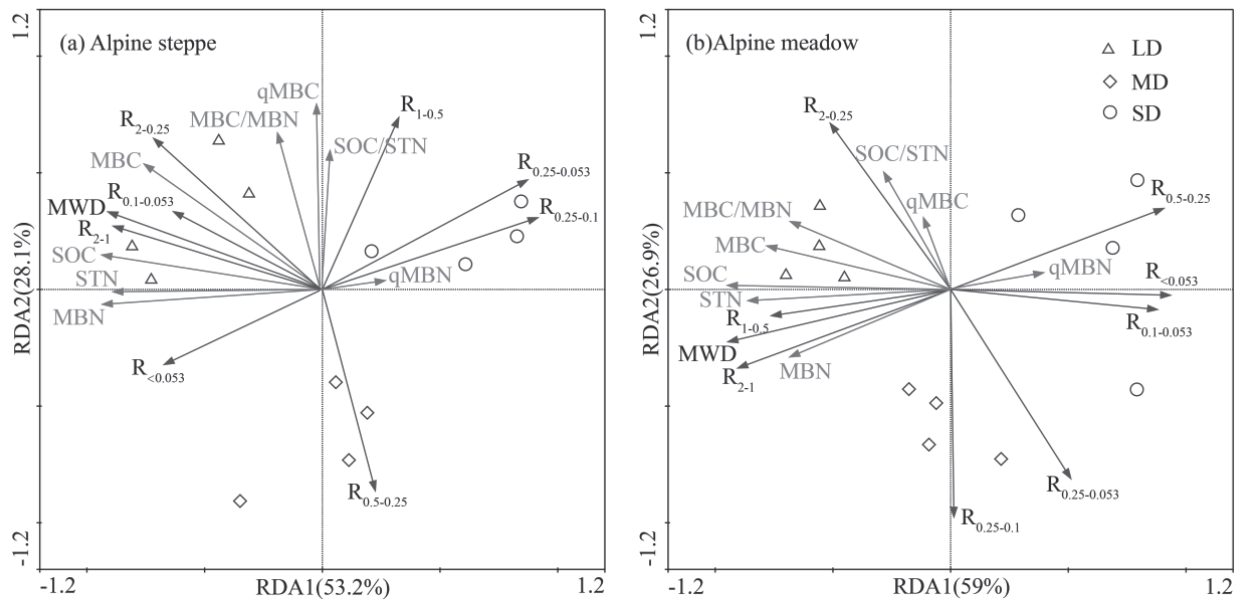 1.2
(a) Alpine steppe
qMBC
R1-0.5
R2-0.25
MBC/MBN
SOC/STN
MBC
R0.25-0.053
R0.1-0.053
MWD
R0.25-0.1
R2-1
SOC
qMBN
STN
MBN
R<0.053
R0.5-0.25
RDA2(28.1%)
-1.2
-1.2
RDA1(53.2%)
1.2
1.2
(b)Alpine meadow
LD
MD
SD
R2-0.25
SOC/STN
R0.5-0.25
MBC/MBN
qMBC
MBC
qMBN
SOC
R<0.053
STN
R1-0.5
R0.1-0.053
MWD
R2-1
MBN
R0.25-0.053
R0.25-0.1
RDA2(26.9%)
-1.2
-1.2
RDA1(59%)
1.2